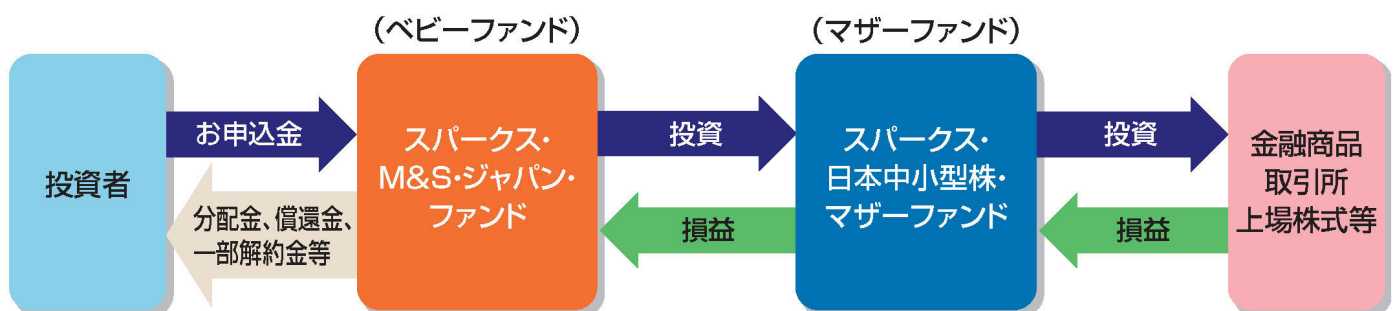 (ベビーファンド)
(マザーファンド)
投資者
お申込金
分配金、償還金、
一部解約金等
スパークス・
M&S・ジャパン・
ファンド
投資
損益
スパークス・
日本中小型株・
マザーファンド
投資
損益
金融商品
取引所
上場株式等